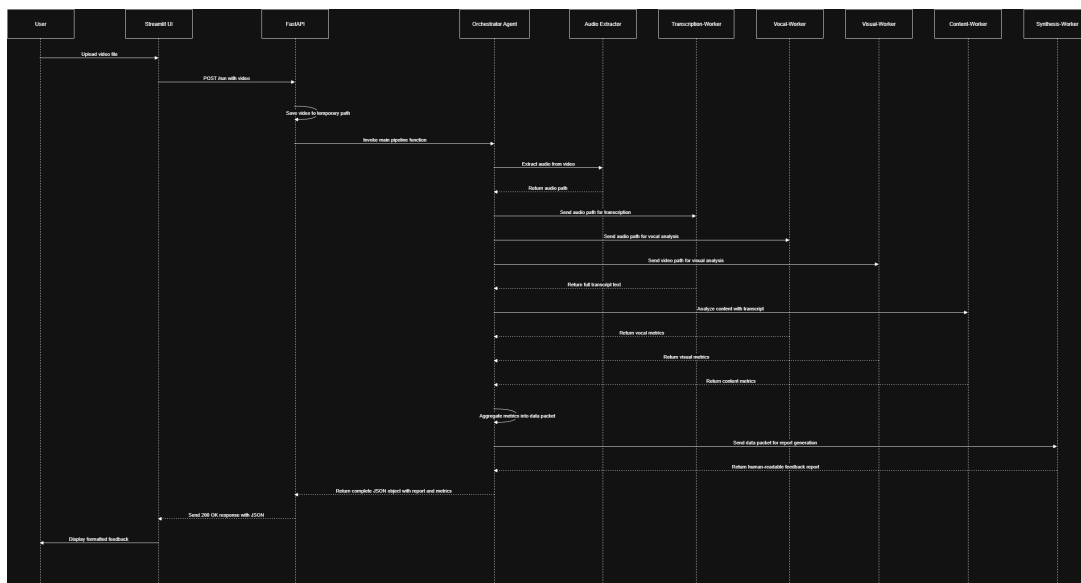 User
Streamlit UI
FastAPI
Orchestrator Agent
Audio Extractor
Transcription-Worker
Vocal-Worker
Visual-Worker
Content-Worker
Synthesis-Worker
Upload video file
POST /run with video
Save video to temporary path
Invoke main pipeline function
Extract audio from video
Return audio path
Send audio path for transcription
Send audio path for vocal analysis
Send video path for visual analysis
Return full transcript text
Analyze content with transcript
Return vocal metrics
Return visual metrics
Return content metrics
Aggregate metrics into data packet
Send data packet for report generation
Return human-readable feedback report
Return complete JSON object with report and metrics
Send 200 OK response with JSON
Display formatted feedback